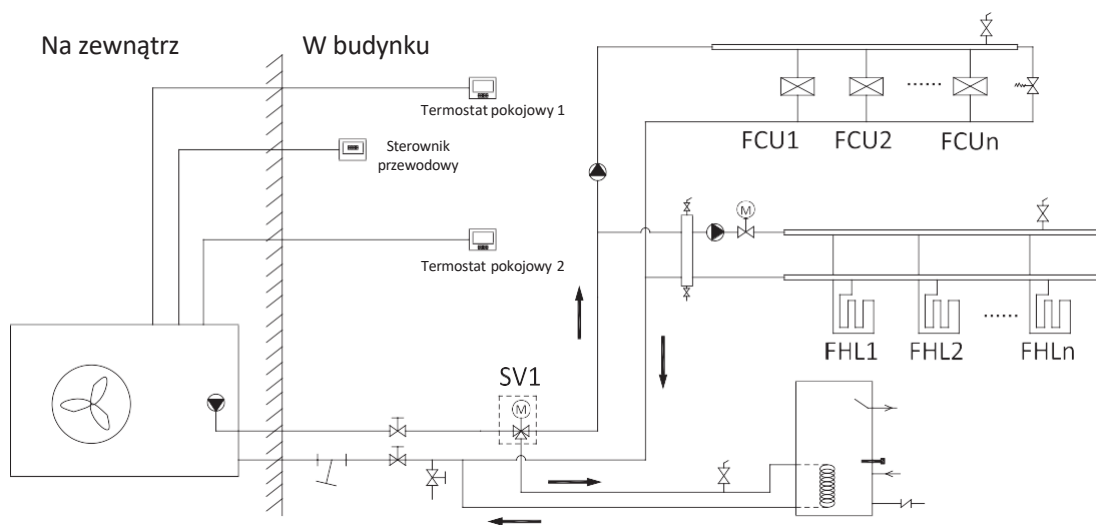 Na zewnątrz
W budynku
Termostat pokojowy 1
Sterownik
przewodowy
Termostat pokojowy 2
FCU1
FCU2
......
FCUn
M
FHL1
FHL2
......
FHLn
SV1
M